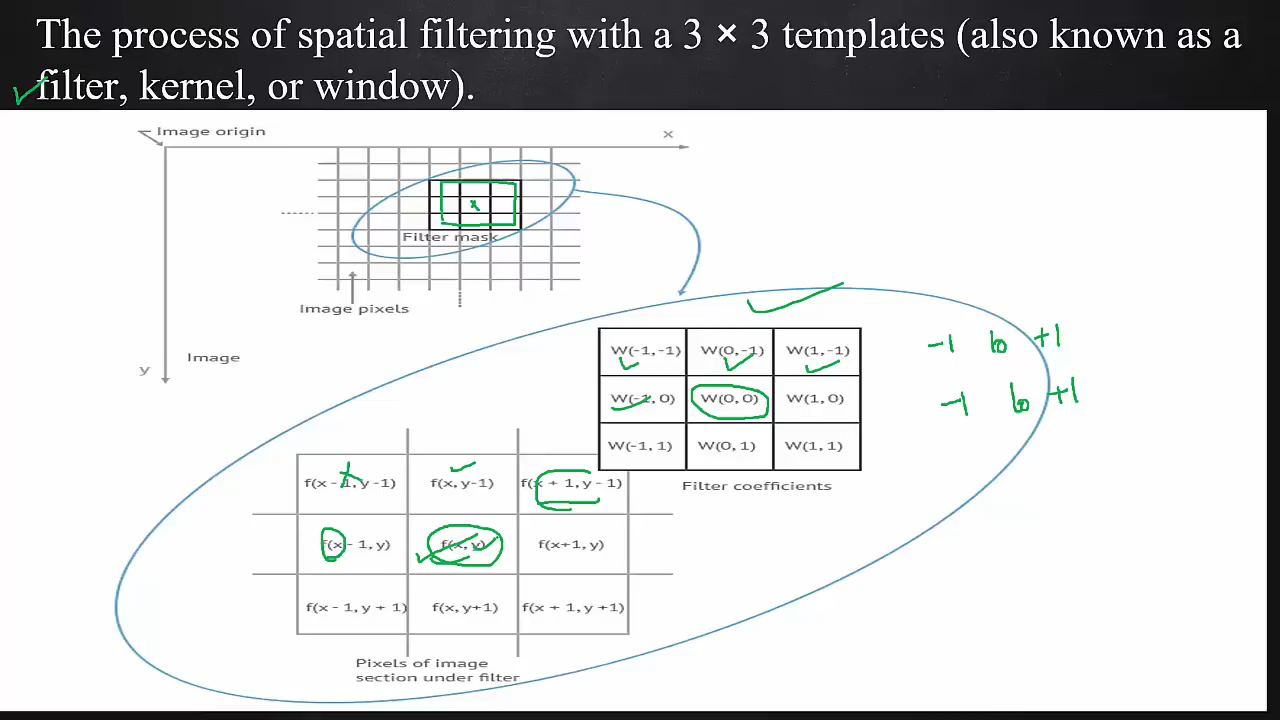 The process of spatial filtering with a 3 × 3 templates (also known as a
filter, kernel, or window).
Image origin
x
x
Filter mask
Image pixels
Image
y
W(-1,-1) W(0,-1) W(1,-1)
W(-1,0) W(0,0) W(1,0)
W(-1,1) W(0,1) W(1,1)
Filter coefficients
-1 to +1
-1 to +1
f(x-1,y-1) f(x,y-1) f(x + 1,y - 1)
f(x - 1,y) f(x,y) f(x+1,y)
f(x - 1,y + 1) f(x,y+1) f(x + 1,y +1)
Pixels of image
section under filter